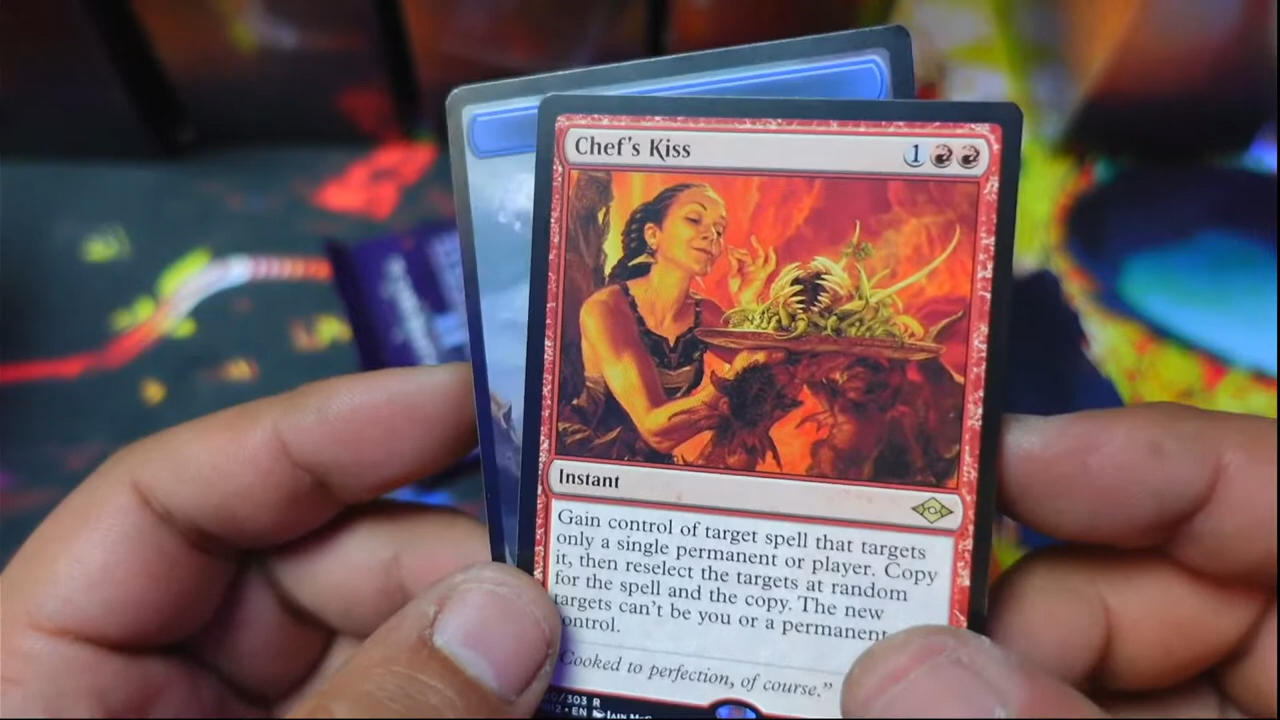 Chef's Kiss 1
Instant
Gain control of target spell that targets
only a single permanent or player. Copy
it, then reselect the targets at random
for the spell and the copy. The new
targets can't be you or a permanent
control.
"Cooked to perfection, of course."
/303 R
• EN IAIN